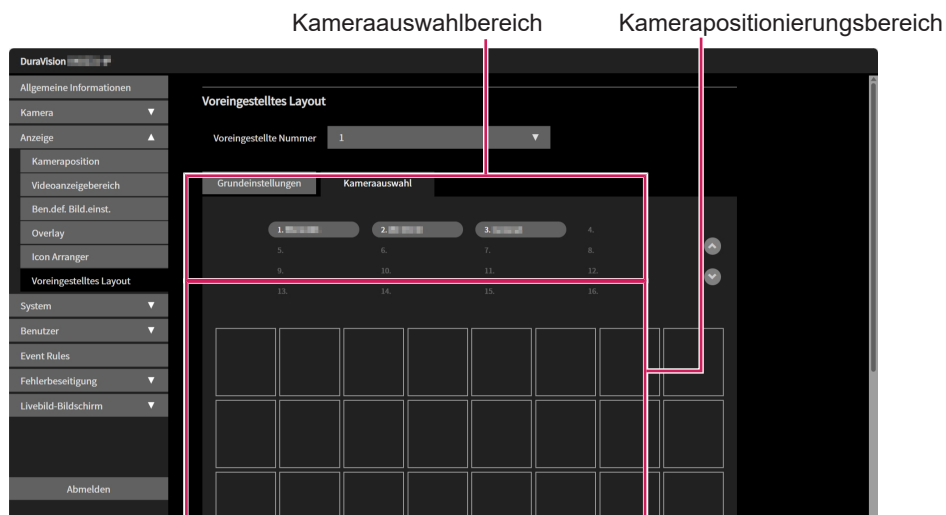 Kameraauswahlbereich Kamerapositionierungsbereich
DuraVision
Allgemeine Informationen
Kamera
Anzeige
Kameraposition
Videoanzeigebereich
Ben.def. Bild.einst.
Overlay
Icon Arranger
Voreingestelltes Layout
System
Benutzer
Event Rules
Fehlerbeseitigung
Livebild-Bildschirm
Abmelden
Voreingestelltes Layout
Voreingestellte Nummer 1
Grundeinstellungen Kameraauswahl
1. 2. 3. 4.
5. 6. 7. 8.
9. 10. 11. 12.
13. 14. 15. 16.